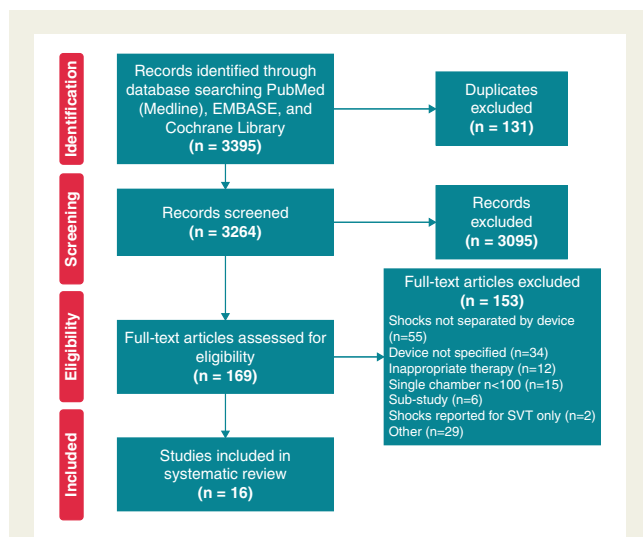 Identification
Records identified through
database searching PubMed
(Medline), EMBASE, and
Cochrane Library
(n = 3395)
Duplicates
excluded
(n = 131)
Screening
Records screened
(n = 3264)
Records
excluded
(n = 3095)
Eligibility
Full-text articles assessed for
eligibility
(n = 169)
Full-text articles excluded
(n = 153)
Shocks not separated by device
(n=55)
Device not specified (n=34)
Inappropriate therapy (n=12)
Single chamber n<100 (n=15)
Sub-study (n=6)
Shocks reported for SVT only (n=2)
Other (n=29)
Included
Studies included in
systematic review
(n = 16)